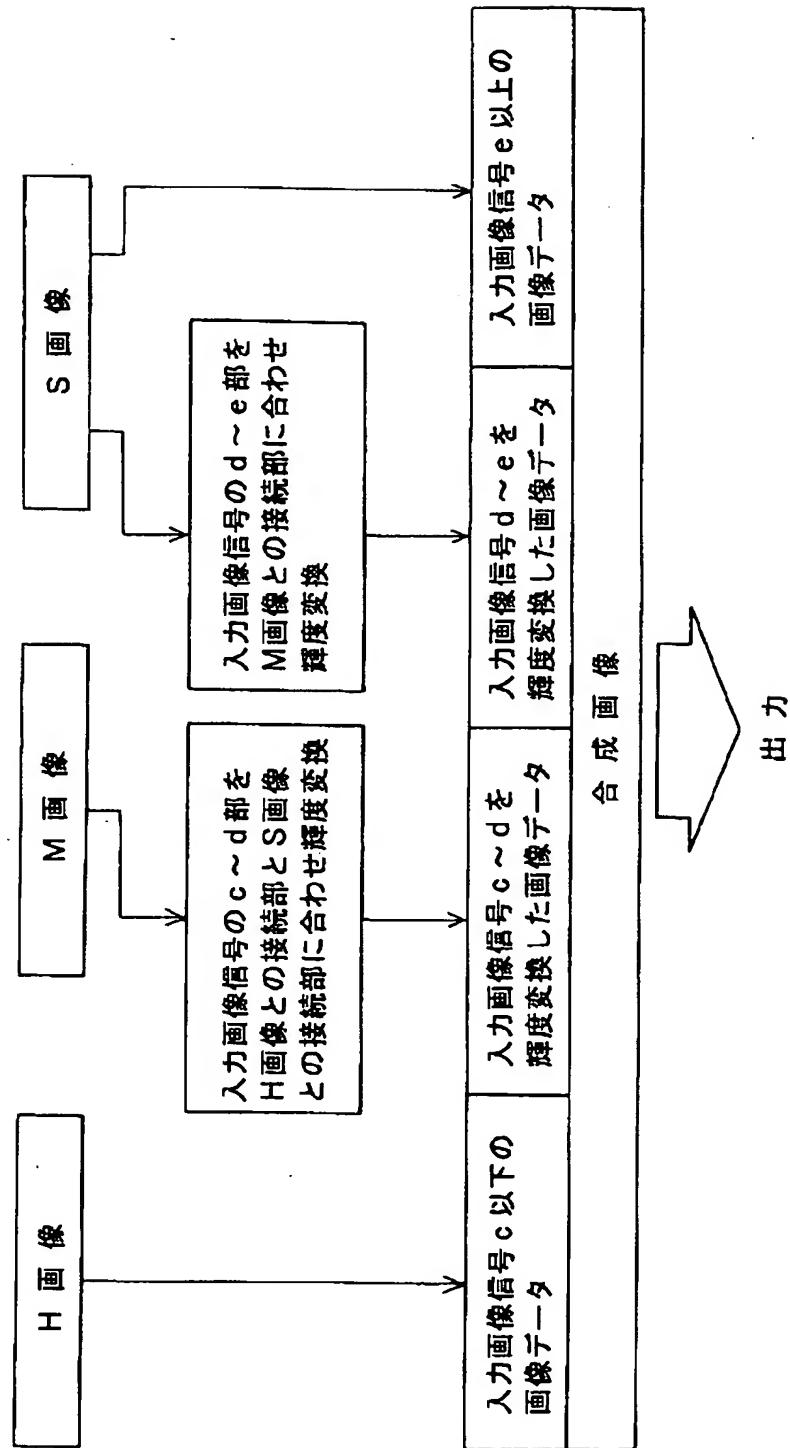 H画像
M画像
S画像
入力画像信号のc～d部を
H画像との接続部とS画像
との接続部に合わせ輝度変換
入力画像信号のd～e部を
M画像との接続部に合わせ
輝度変換
入力画像信号c以下の
画像データ
入力画像信号c～dを
輝度変換した画像データ
入力画像信号d～eを
輝度変換した画像データ
入力画像信号e以上の
画像データ
合成画像
出力